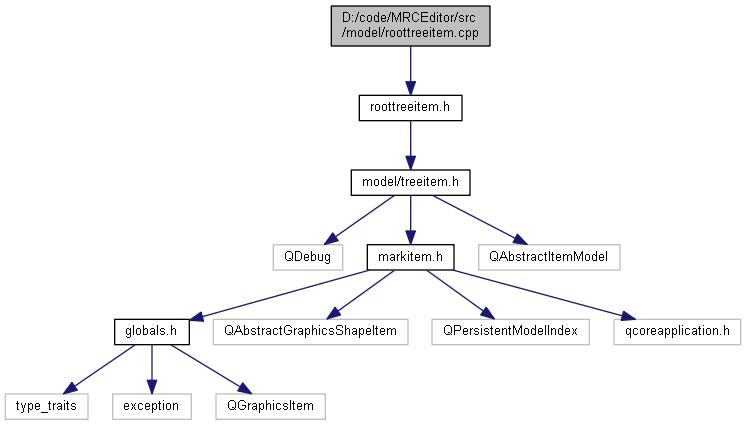 D:/code/MRCEditor/src
/model/roottreeitem.cpp
roottreeitem.h
model/treeitem.h
QDebug
markitem.h
QAbstractItemModel
globals.h
QAbstractGraphicsShapeItem
QPersistentModelIndex
qcoreapplication.h
type_traits
exception
QGraphicsItem